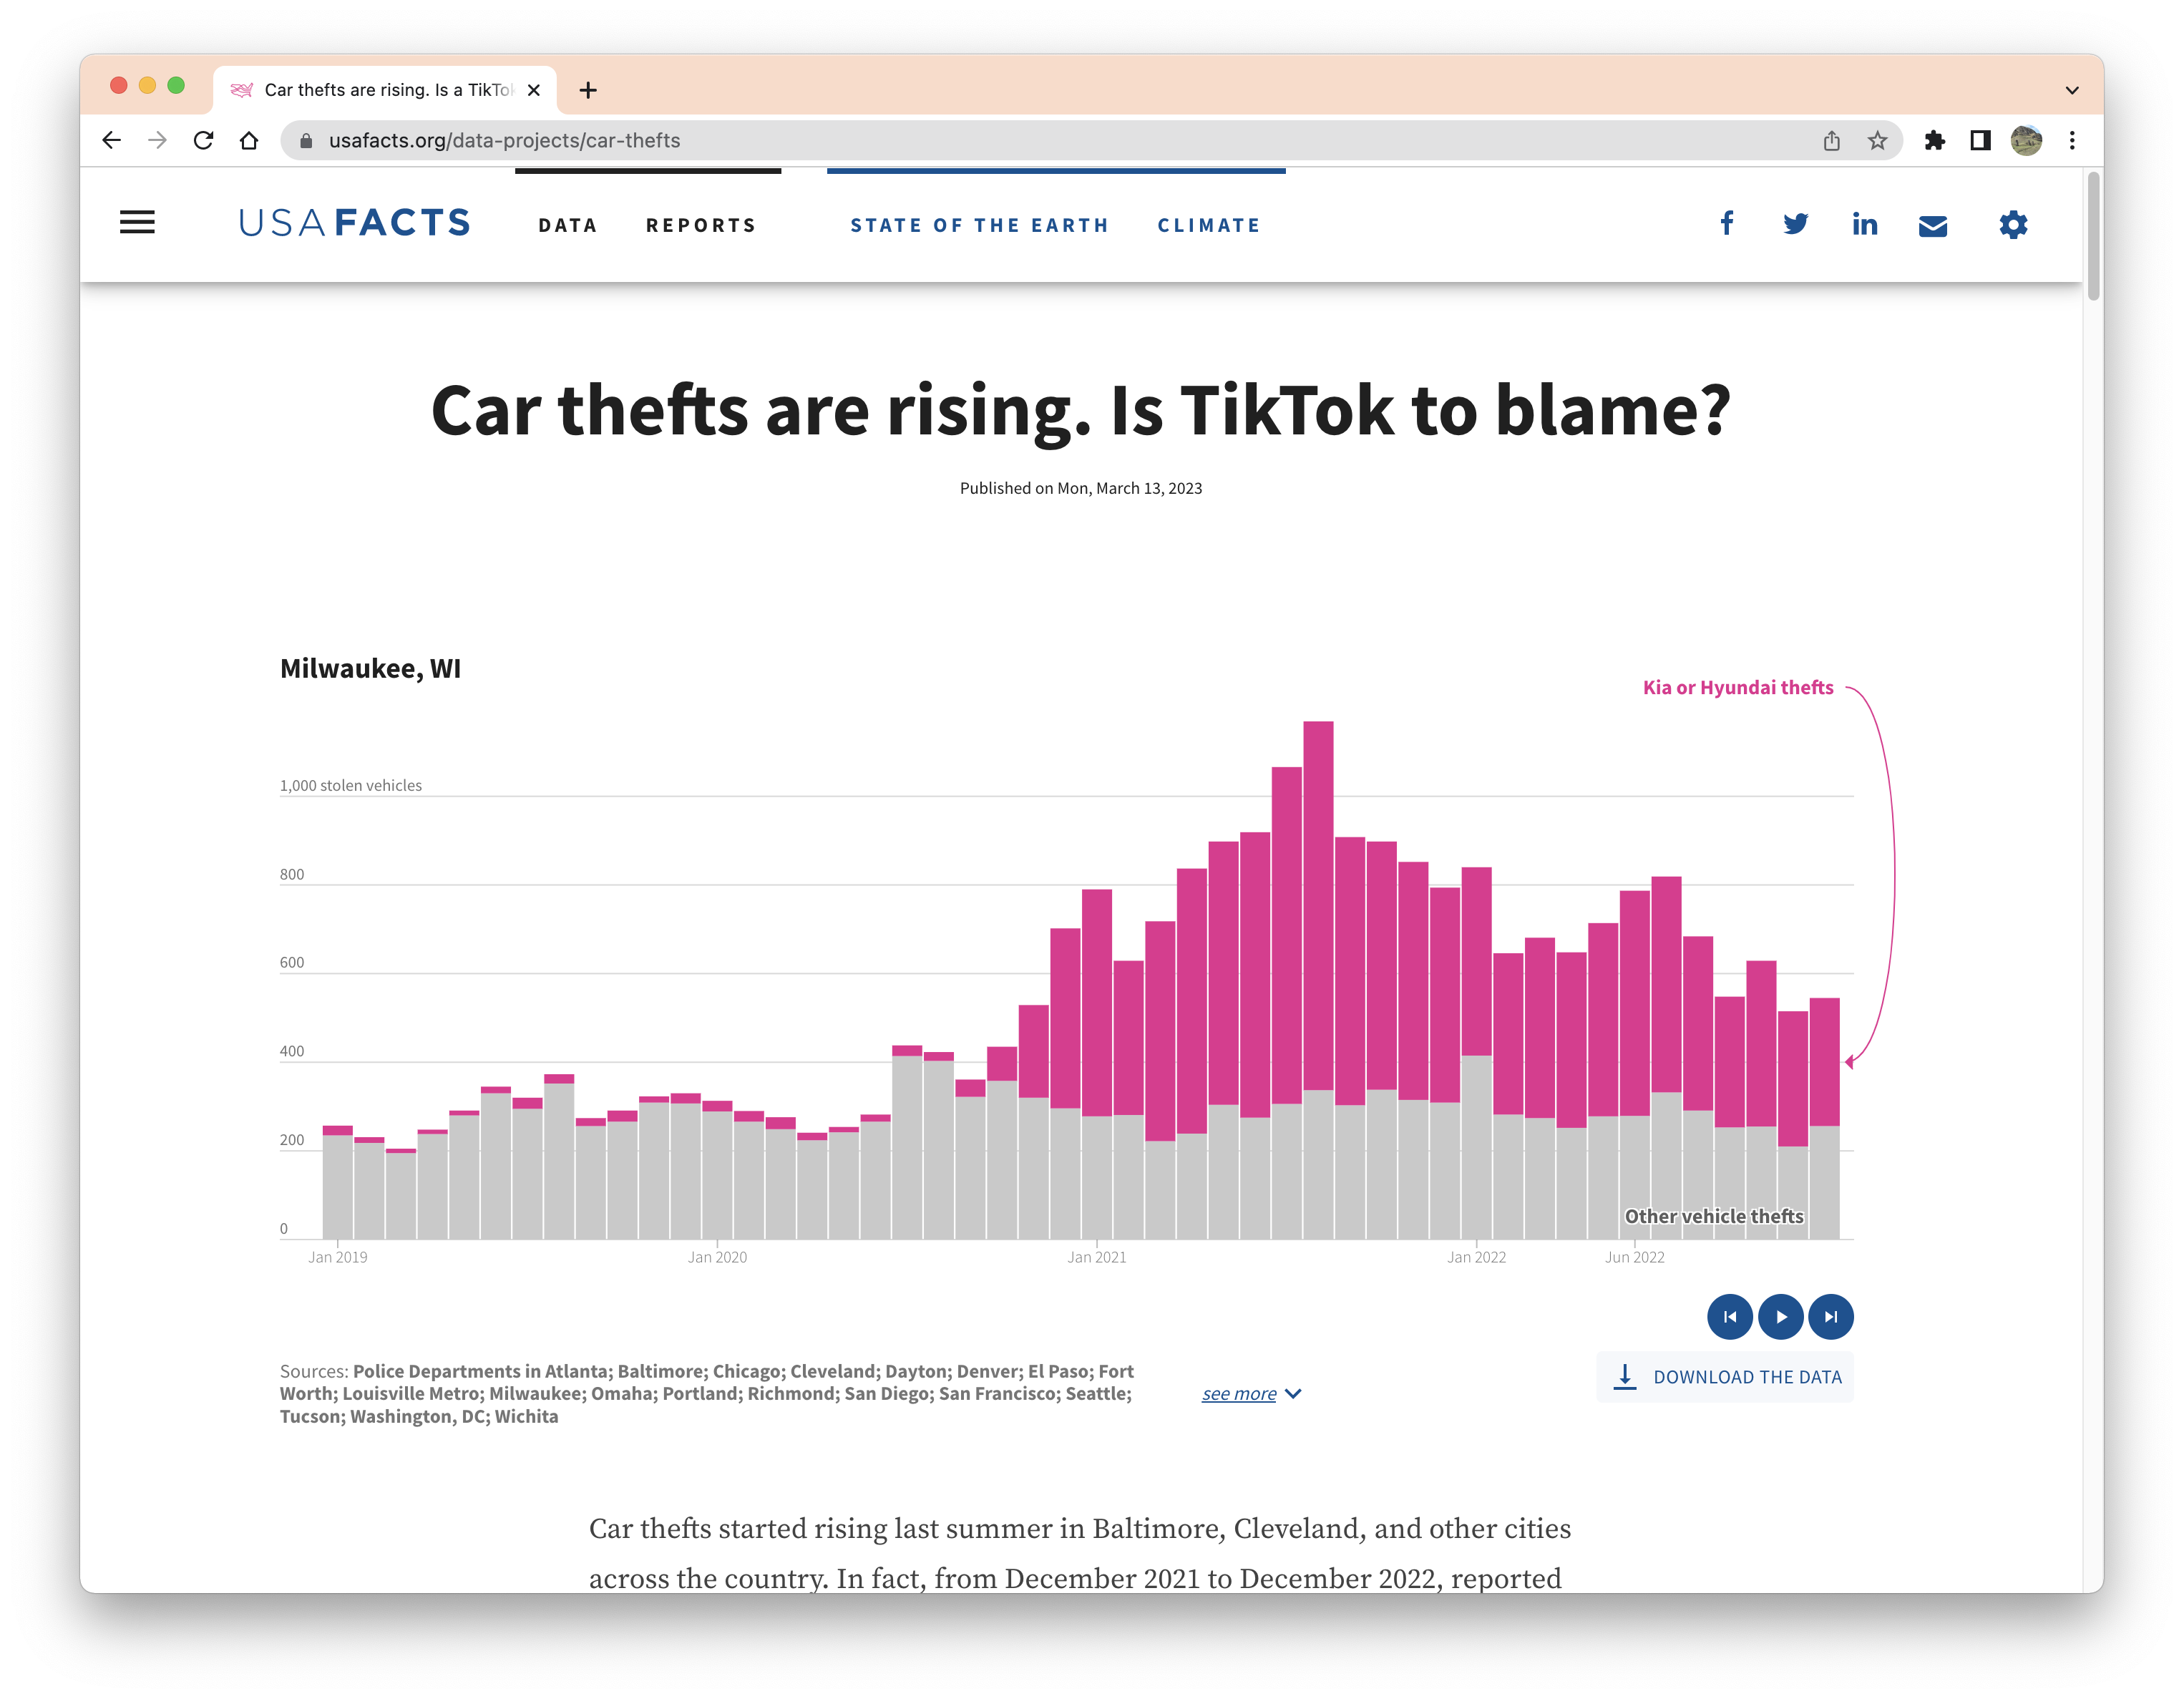 Car thefts are rising. Is a TikTo
usafacts.org/data-projects/car-thefts
USAFACTS
DATA
REPORTS
STATE OF THE EARTH
CLIMATE
Car thefts are rising. Is TikTok to blame?
Published on Mon, March 13, 2023
Milwaukee, WI
Kia or Hyundai thefts
1,000 stolen vehicles
800
600
400
200
0
Other vehicle thefts
Jan 2019
Jan 2020
Jan 2021
Jan 2022
Jun 2022
Sources: Police Departments in Atlanta; Baltimore; Chicago; Cleveland; Dayton; Denver; El Paso; Fort
Worth; Louisville Metro; Milwaukee; Omaha; Portland; Richmond; San Diego; San Francisco; Seattle;
Tucson; Washington, DC; Wichita
see more
DOWNLOAD THE DATA
Car thefts started rising last summer in Baltimore, Cleveland, and other cities
across the country. In fact, from December 2021 to December 2022, reported